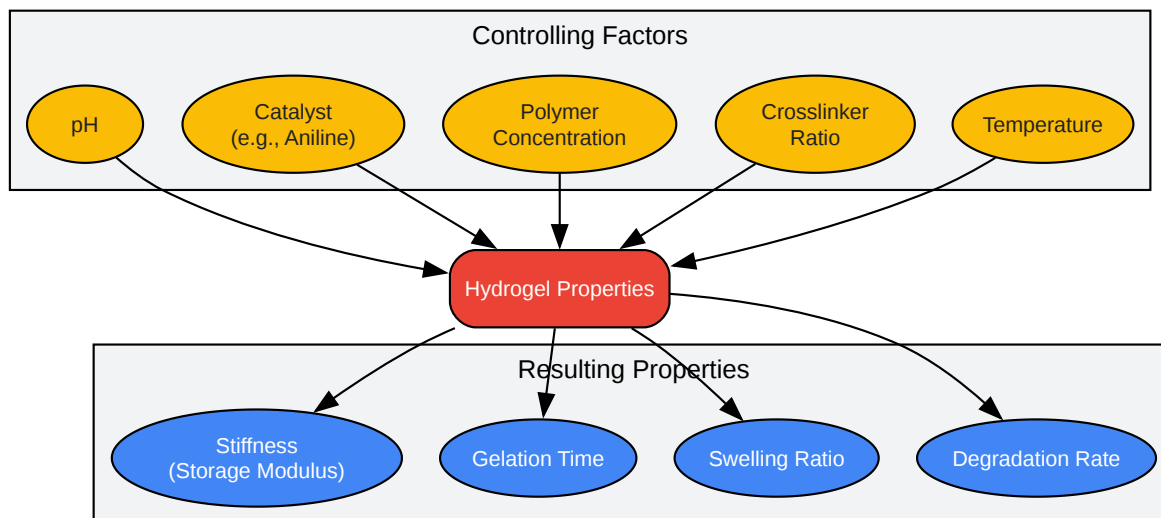 Controlling Factors
pH
Catalyst
(e.g., Aniline)
Polymer
Concentration
Crosslinker
Ratio
Temperature
Hydrogel Properties
Resulting Properties
Stiffness
(Storage Modulus)
Gelation Time
Swelling Ratio
Degradation Rate